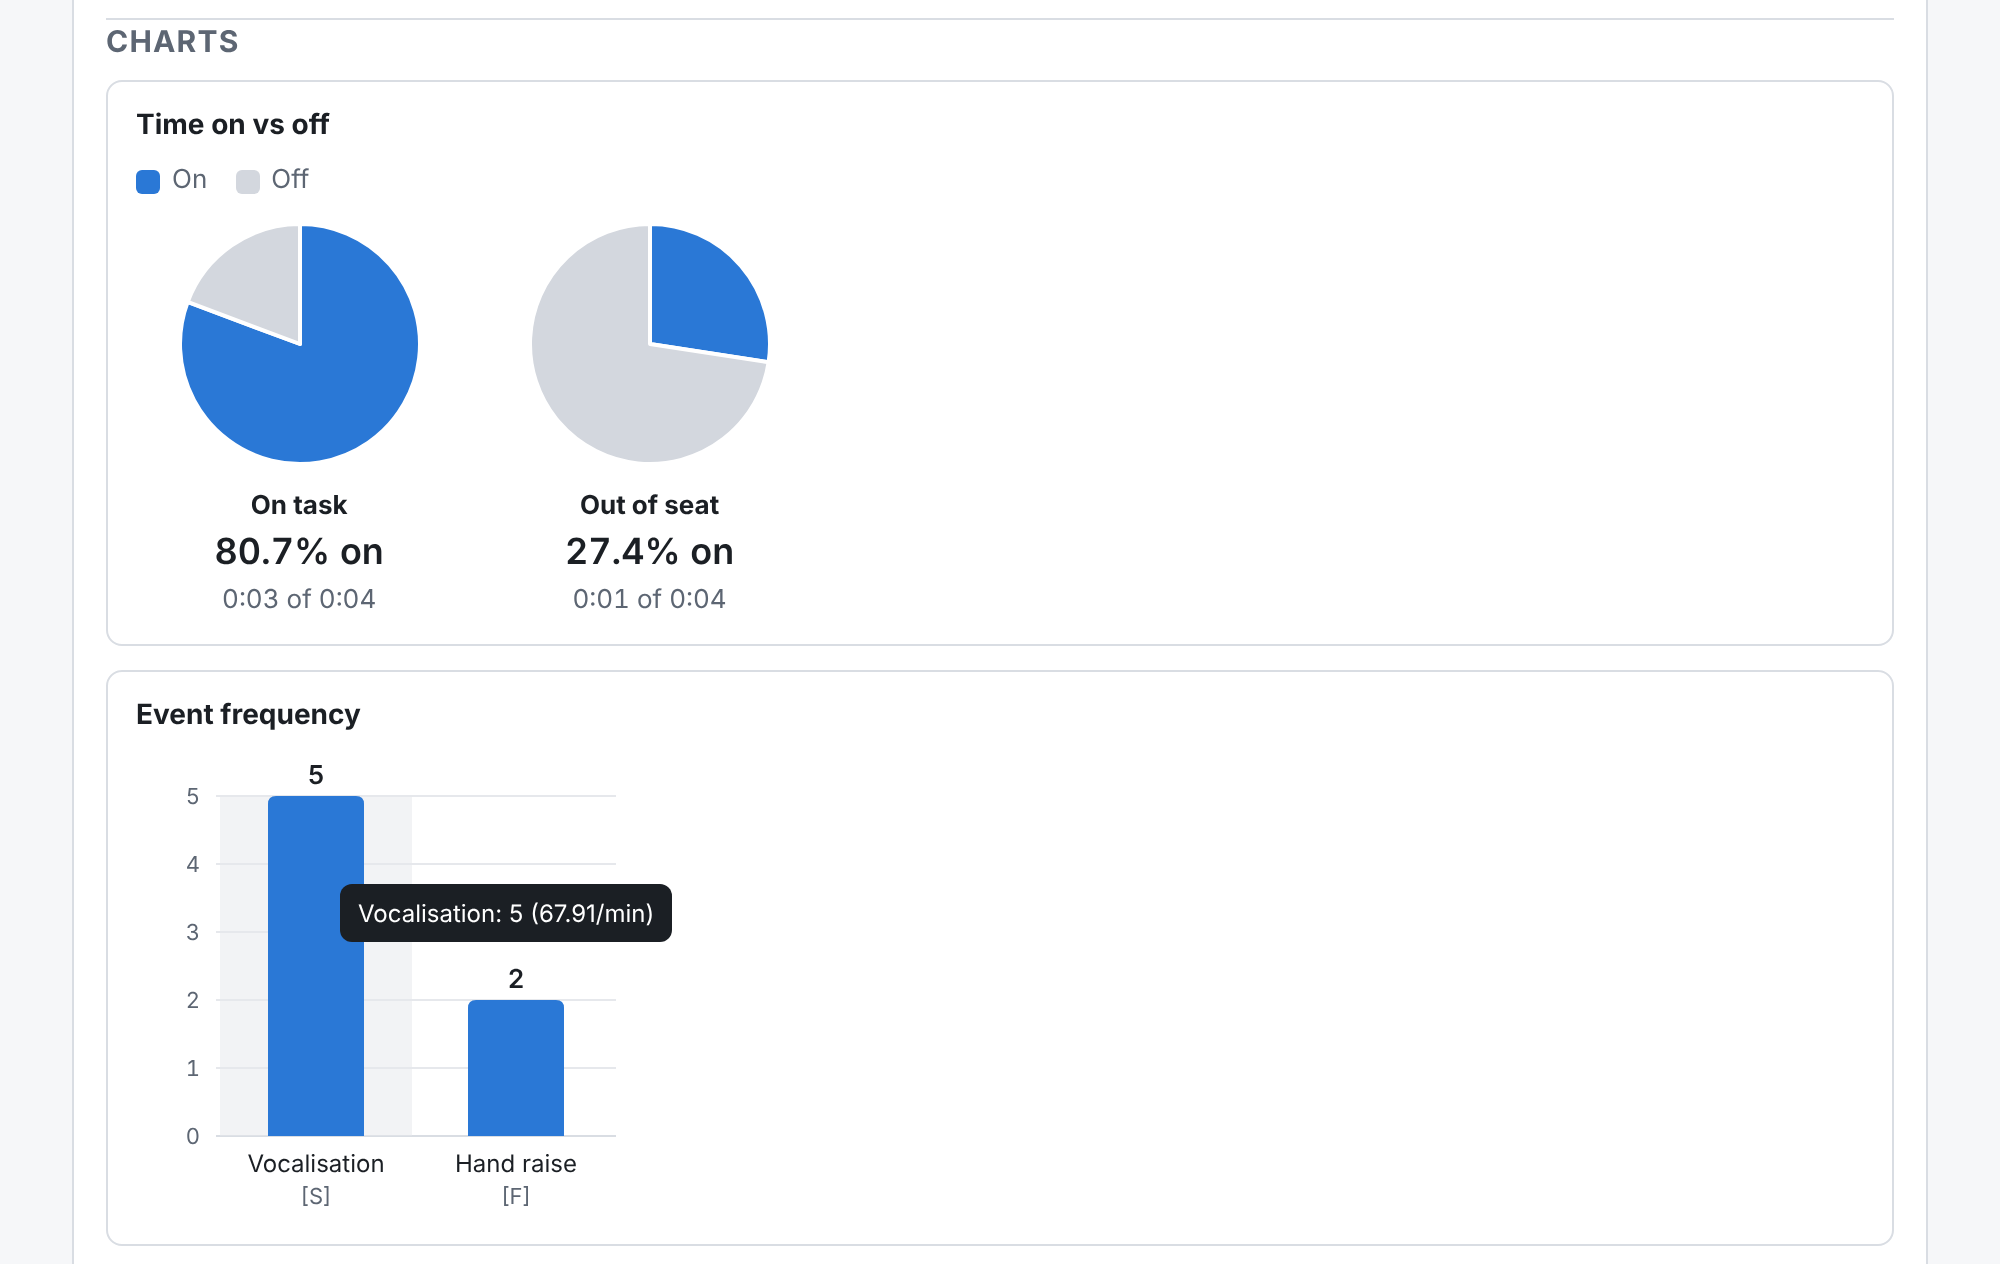 CHARTS
Time on vs off
On
Off
On task
80.7% on
0:03 of 0:04
Out of seat
27.4% on
0:01 of 0:04
Event frequency
5
5
4
3
2
1
0
Vocalisation: 5 (67.91/min)
2
Vocalisation
[S]
Hand raise
[F]